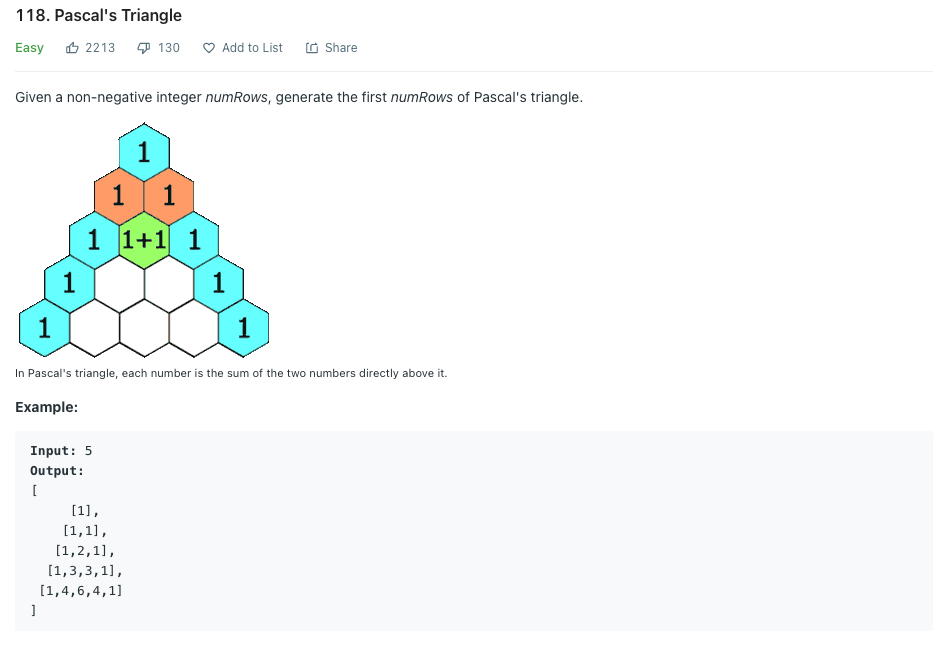 118. Pascal's Triangle
Easy 2213 130 Add to List Share
Given a non-negative integer numRows, generate the first numRows of Pascal's triangle.
1
1 1
1 1+1 1
1 1
1 1
In Pascal's triangle, each number is the sum of the two numbers directly above it.
Example:
Input: 5
Output:
[
     [1],
    [1,1],
   [1,2,1],
  [1,3,3,1],
 [1,4,6,4,1]
]